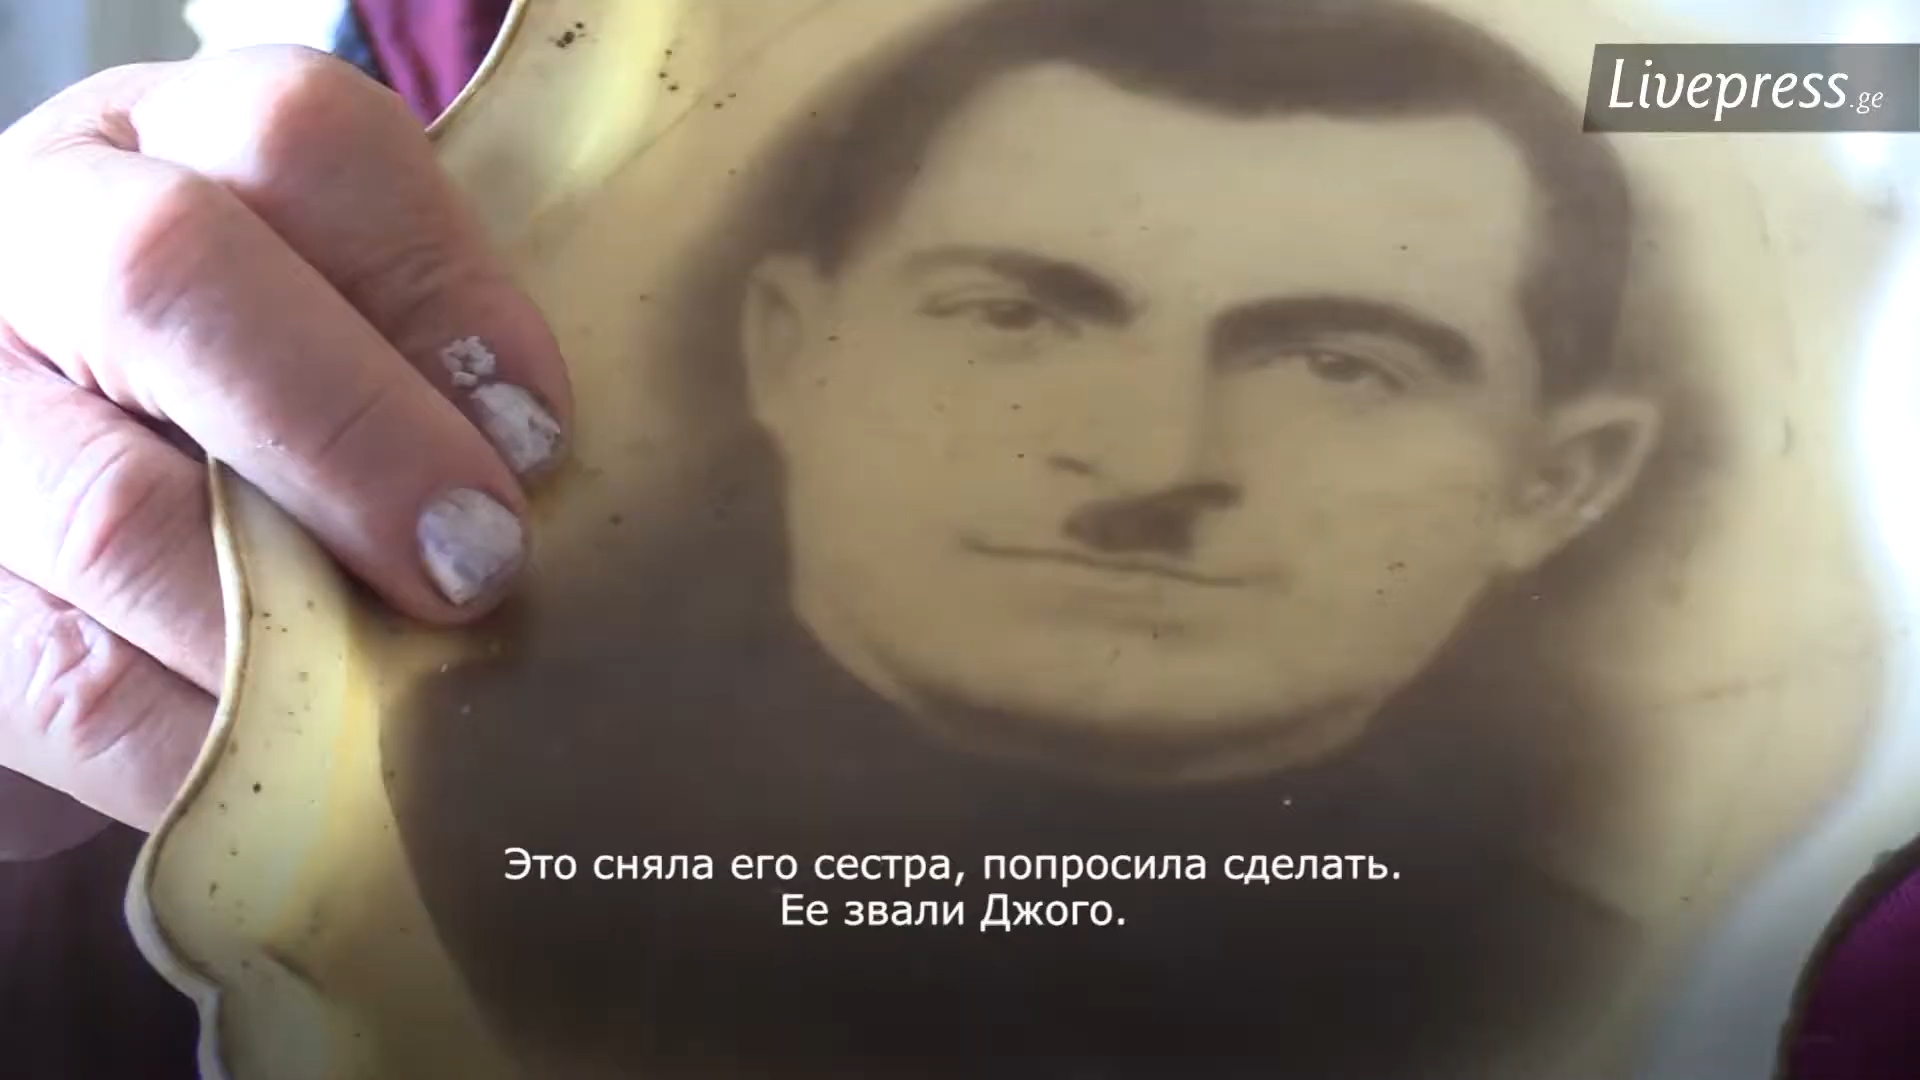 Livepress.ge
Это сняла его сестра, попросила сделать.
Ее звали Джого.